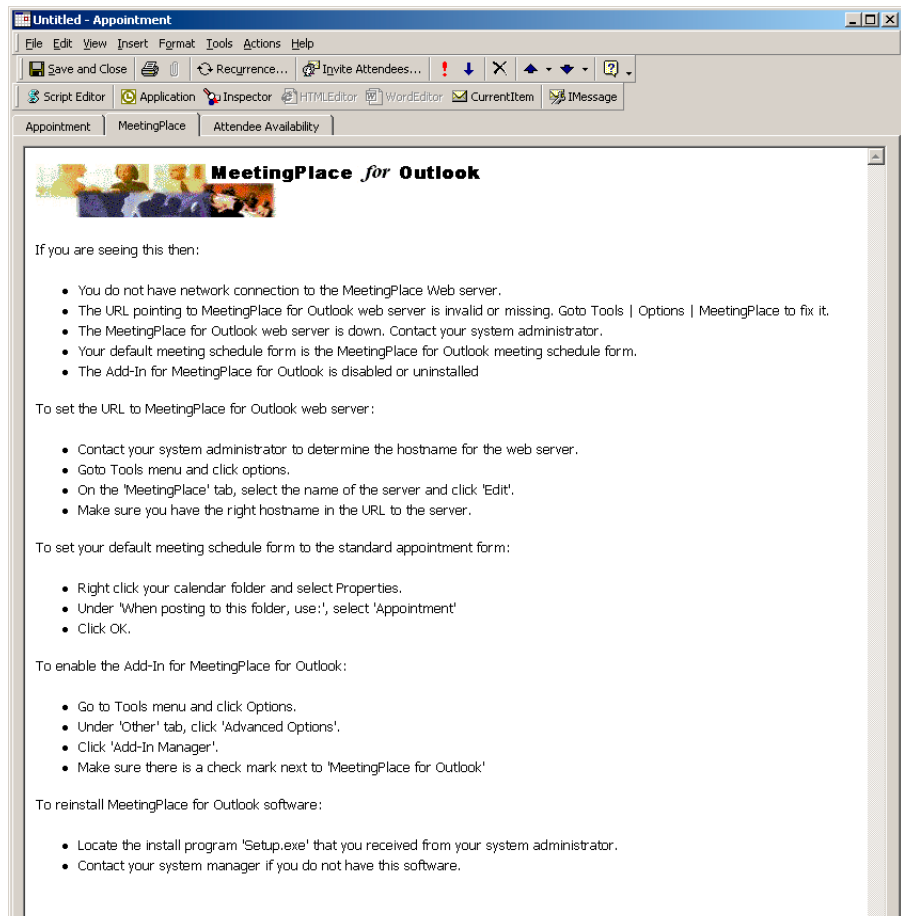 Untitled - Appointment
File Edit View Insert Format Tools Actions Help
Save and Close Recurrence... Invite Attendees...
Script Editor Application Inspector HTMLEditor WordEditor CurrentItem IMessage
Appointment MeetingPlace Attendee Availability
MeetingPlace for Outlook
If you are seeing this then:
• You do not have network connection to the MeetingPlace Web server.
• The URL pointing to MeetingPlace for Outlook web server is invalid or missing. Goto Tools | Options | MeetingPlace to fix it.
• The MeetingPlace for Outlook web server is down. Contact your system administrator.
• Your default meeting schedule form is the MeetingPlace for Outlook meeting schedule form.
• The Add-In for MeetingPlace for Outlook is disabled or uninstalled
To set the URL to MeetingPlace for Outlook web server:
• Contact your system administrator to determine the hostname for the web server.
• Goto Tools menu and click options.
• On the 'MeetingPlace' tab, select the name of the server and click 'Edit'.
• Make sure you have the right hostname in the URL to the server.
To set your default meeting schedule form to the standard appointment form:
• Right click your calendar folder and select Properties.
• Under 'When posting to this folder, use:', select 'Appointment'
• Click OK.
To enable the Add-In for MeetingPlace for Outlook:
• Go to Tools menu and click Options.
• Under 'Other' tab, click 'Advanced Options'.
• Click 'Add-In Manager'.
• Make sure there is a check mark next to 'MeetingPlace for Outlook'
To reinstall MeetingPlace for Outlook software:
• Locate the install program 'Setup.exe' that you received from your system administrator.
• Contact your system manager if you do not have this software.